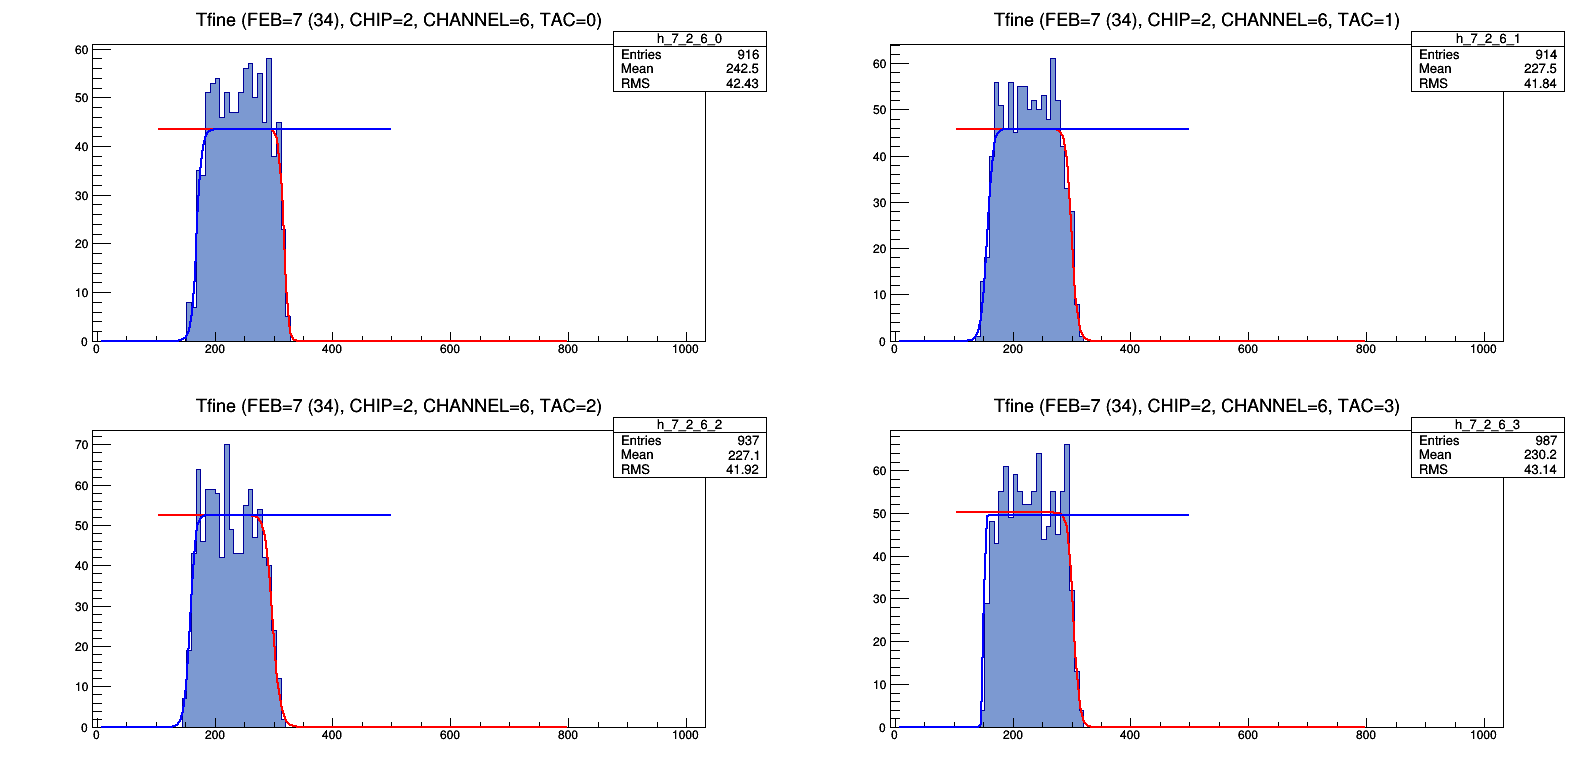 Tfine (FEB=7 (34), CHIP=2, CHANNEL=6, TAC=0)
h_7_2_6_0
Entries 916
Mean 242.5
RMS 42.43
60
50
40
30
20
10
0
0 200 400 600 800 1000
Tfine (FEB=7 (34), CHIP=2, CHANNEL=6, TAC=1)
h_7_2_6_1
Entries 914
Mean 227.5
RMS 41.84
60
50
40
30
20
10
0
0 200 400 600 800 1000
Tfine (FEB=7 (34), CHIP=2, CHANNEL=6, TAC=2)
h_7_2_6_2
Entries 937
Mean 227.1
RMS 41.92
70
60
50
40
30
20
10
0
0 200 400 600 800 1000
Tfine (FEB=7 (34), CHIP=2, CHANNEL=6, TAC=3)
h_7_2_6_3
Entries 987
Mean 230.2
RMS 43.14
60
50
40
30
20
10
0
0 200 400 600 800 1000